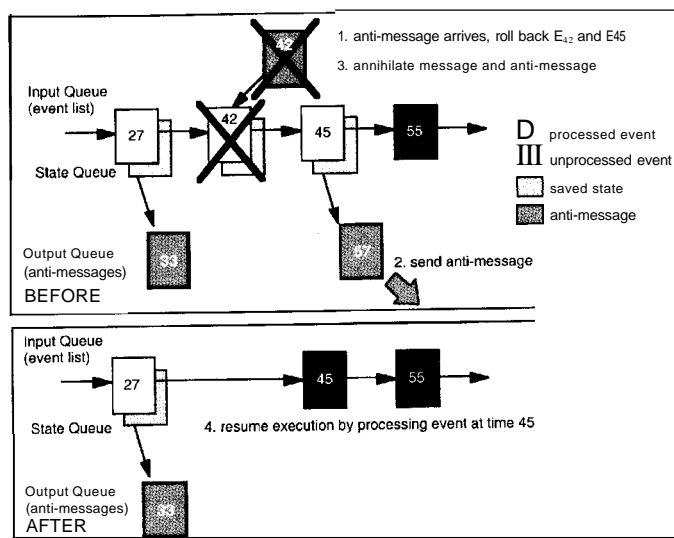 42
1. anti-message arrives, roll back E42 and E45
3. annihilate message and anti-message
Input Queue
(event list)
27
42
45
55
State Queue
D processed event
III unprocessed event
saved state
anti-message
33
57
2. send anti-message
Output Queue
(anti-messages)
BEFORE
Input Queue
(event list)
27
45
55
State Queue
4. resume execution by processing event at time 45
33
Output Queue
(anti-messages)
AFTER